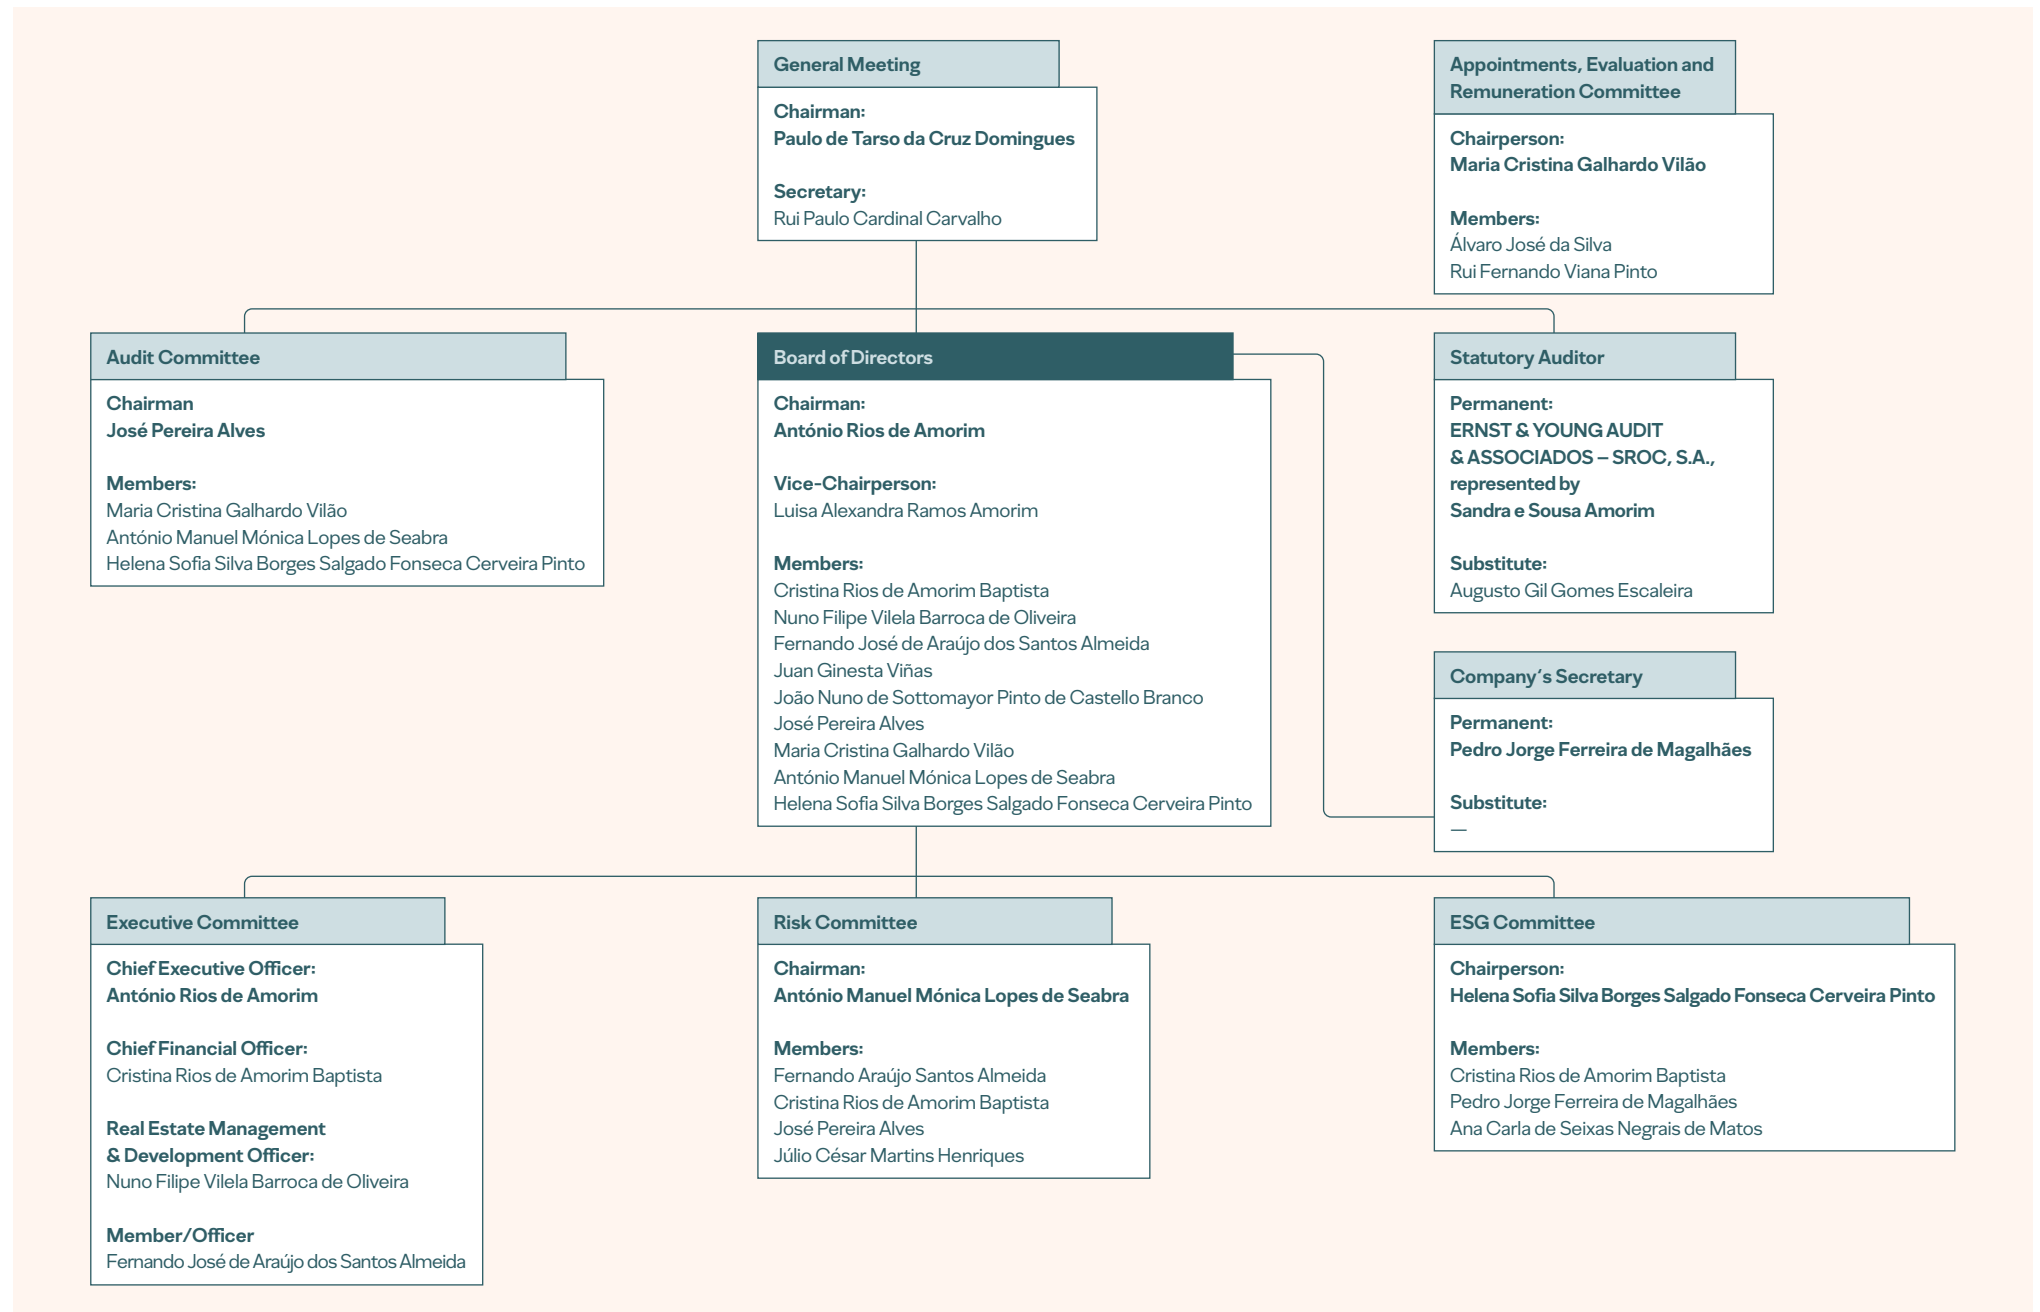 General Meeting
Chairman:
Paulo de Tarso da Cruz Domingues
Secretary:
Rui Paulo Cardinal Carvalho
Appointments, Evaluation and
Remuneration Committee
Chairperson:
Maria Cristina Galhardo Vilão
Members:
Álvaro José da Silva
Rui Fernando Viana Pinto
Audit Committee
Chairman
José Pereira Alves
Members:
Maria Cristina Galhardo Vilão
António Manuel Mónica Lopes de Seabra
Helena Sofia Silva Borges Salgado Fonseca Cerveira Pinto
Board of Directors
Chairman:
António Rios de Amorim
Vice-Chairperson:
Luisa Alexandra Ramos Amorim
Members:
Cristina Rios de Amorim Baptista
Nuno Filipe Vilela Barroca de Oliveira
Fernando José de Araújo dos Santos Almeida
Juan Ginesta Viñas
João Nuno de Sottomayor Pinto de Castello Branco
José Pereira Alves
Maria Cristina Galhardo Vilão
António Manuel Mónica Lopes de Seabra
Helena Sofia Silva Borges Salgado Fonseca Cerveira Pinto
Statutory Auditor
Permanent:
ERNST & YOUNG AUDIT
& ASSOCIADOS – SROC, S.A.,
represented by
Sandra e Sousa Amorim
Substitute:
Augusto Gil Gomes Escaleira
Company's Secretary
Permanent:
Pedro Jorge Ferreira de Magalhães
Substitute:
—
Executive Committee
Chief Executive Officer:
António Rios de Amorim
Chief Financial Officer:
Cristina Rios de Amorim Baptista
Real Estate Management
& Development Officer:
Nuno Filipe Vilela Barroca de Oliveira
Member/Officer
Fernando José de Araújo dos Santos Almeida
Risk Committee
Chairman:
António Manuel Mónica Lopes de Seabra
Members:
Fernando Araújo Santos Almeida
Cristina Rios de Amorim Baptista
José Pereira Alves
Júlio César Martins Henriques
ESG Committee
Chairperson:
Helena Sofia Silva Borges Salgado Fonseca Cerveira Pinto
Members:
Cristina Rios de Amorim Baptista
Pedro Jorge Ferreira de Magalhães
Ana Carla de Seixas Negrais de Matos